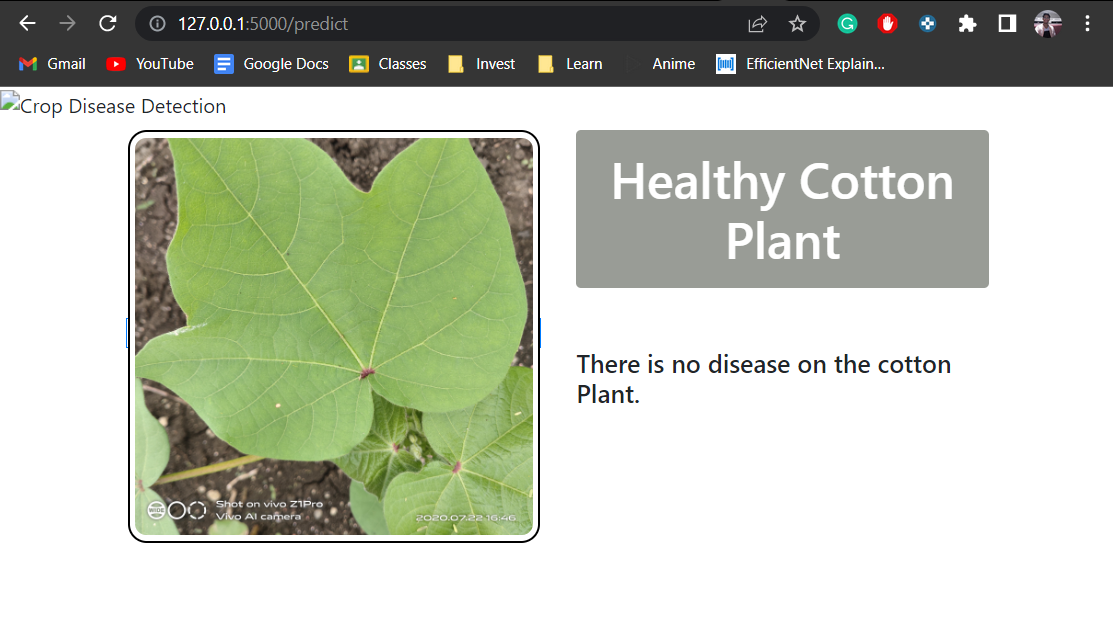 127.0.0.1:5000/predict
Gmail YouTube Google Docs Classes Invest Learn Anime EfficientNet Explain...
Crop Disease Detection
Healthy Cotton
Plant
There is no disease on the cotton
Plant.
WIDE
Shot on vivo Z1Pro
Vivo AI camera
2020.07.22 16:46